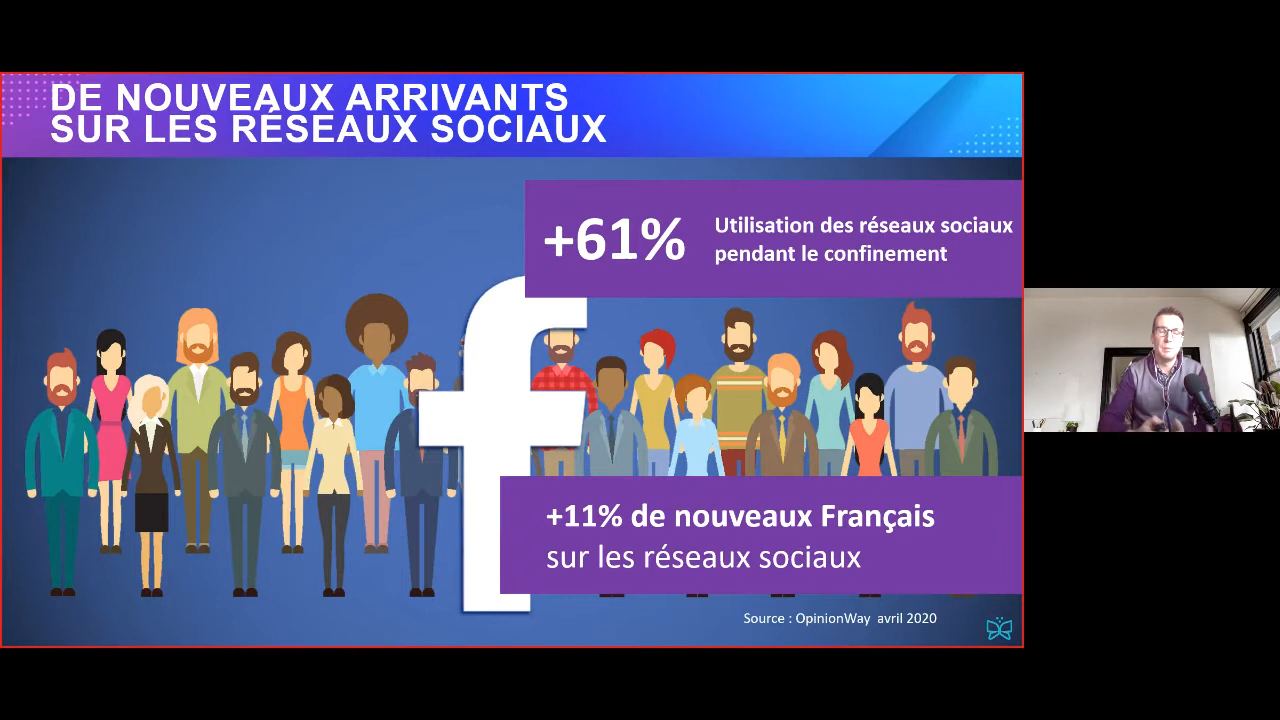 DE NOUVEAUX ARRIVANTS
SUR LES RÉSEAUX SOCIAUX
+61%
Utilisation des réseaux sociaux
pendant le confinement
+11% de nouveaux Français
sur les réseaux sociaux
Source : OpinionWay avril 2020